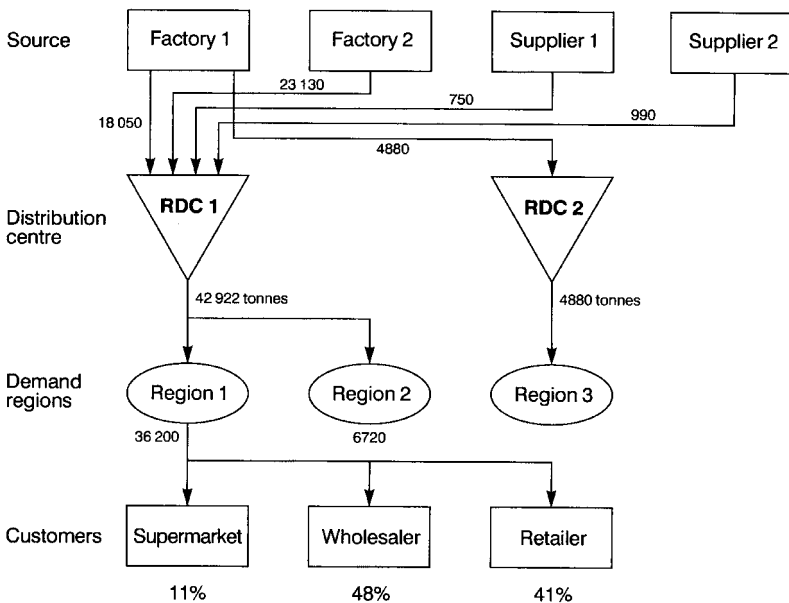 Source
Factory 1
Factory 2
Supplier 1
Supplier 2
23 130
750
990
18 050
4880
RDC 1
RDC 2
Distribution
centre
42 922 tonnes
4880 tonnes
Demand
regions
Region 1
Region 2
Region 3
36 200
6720
Customers
Supermarket
Wholesaler
Retailer
11%
48%
41%